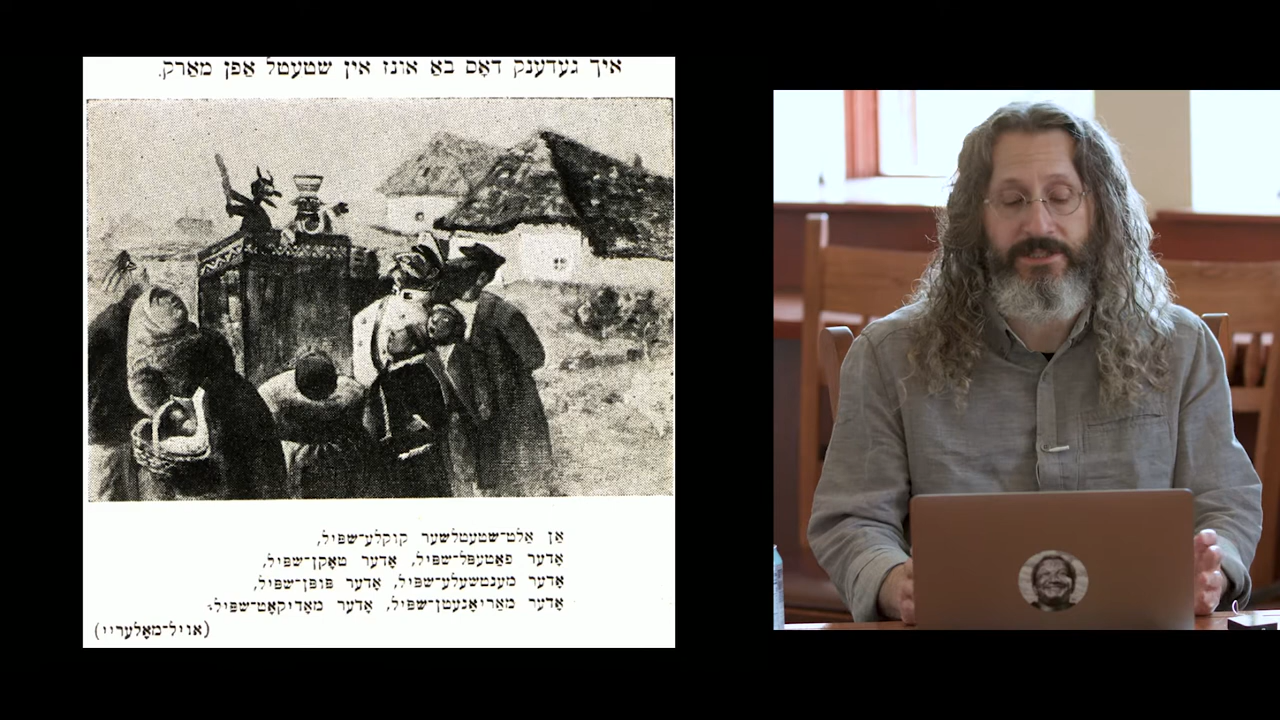 איך געדענק דאָס באַ אונז אין שטעטל אַפן מאַרק.
אַן אַלט־שטעטלשער קוקלע־שפּיל,
אָדער פּאַטעפּל־שפּיל, אָדער טאָקן־שפּיל,
אָדער מענטשעלע־שפּיל, אָדער פּופּן־שפּיל,
אָדער מאַריאָנעטן־שפּיל, אָדער מאָדיקאָט־שפּיל.
(אויל־מאָלעריי)